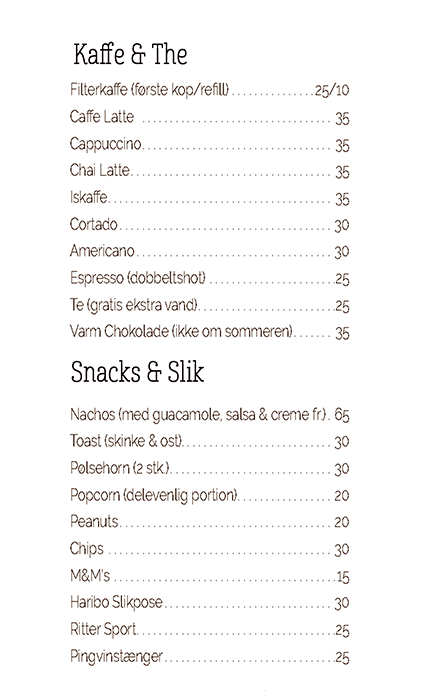 Kaffe & The
Filterkaffe (første kop/refill) 25/10
Caffe Latte 35
Cappuccino 35
Chai Latte 35
Iskaffe 35
Cortado 30
Americano 30
Espresso (dobbeltshot) 25
Te (gratis ekstra vand) 25
Varm Chokolade (ikke om sommeren) 35
Snacks & Slik
Nachos (med guacamole, salsa & creme fr.) 65
Toast (skinke & ost) 30
Pølsehorn (2 stk.) 30
Popcorn (delevenlig portion) 20
Peanuts 20
Chips 30
M&M's 15
Haribo Slikpose 30
Ritter Sport 25
Pingvinstænger 25